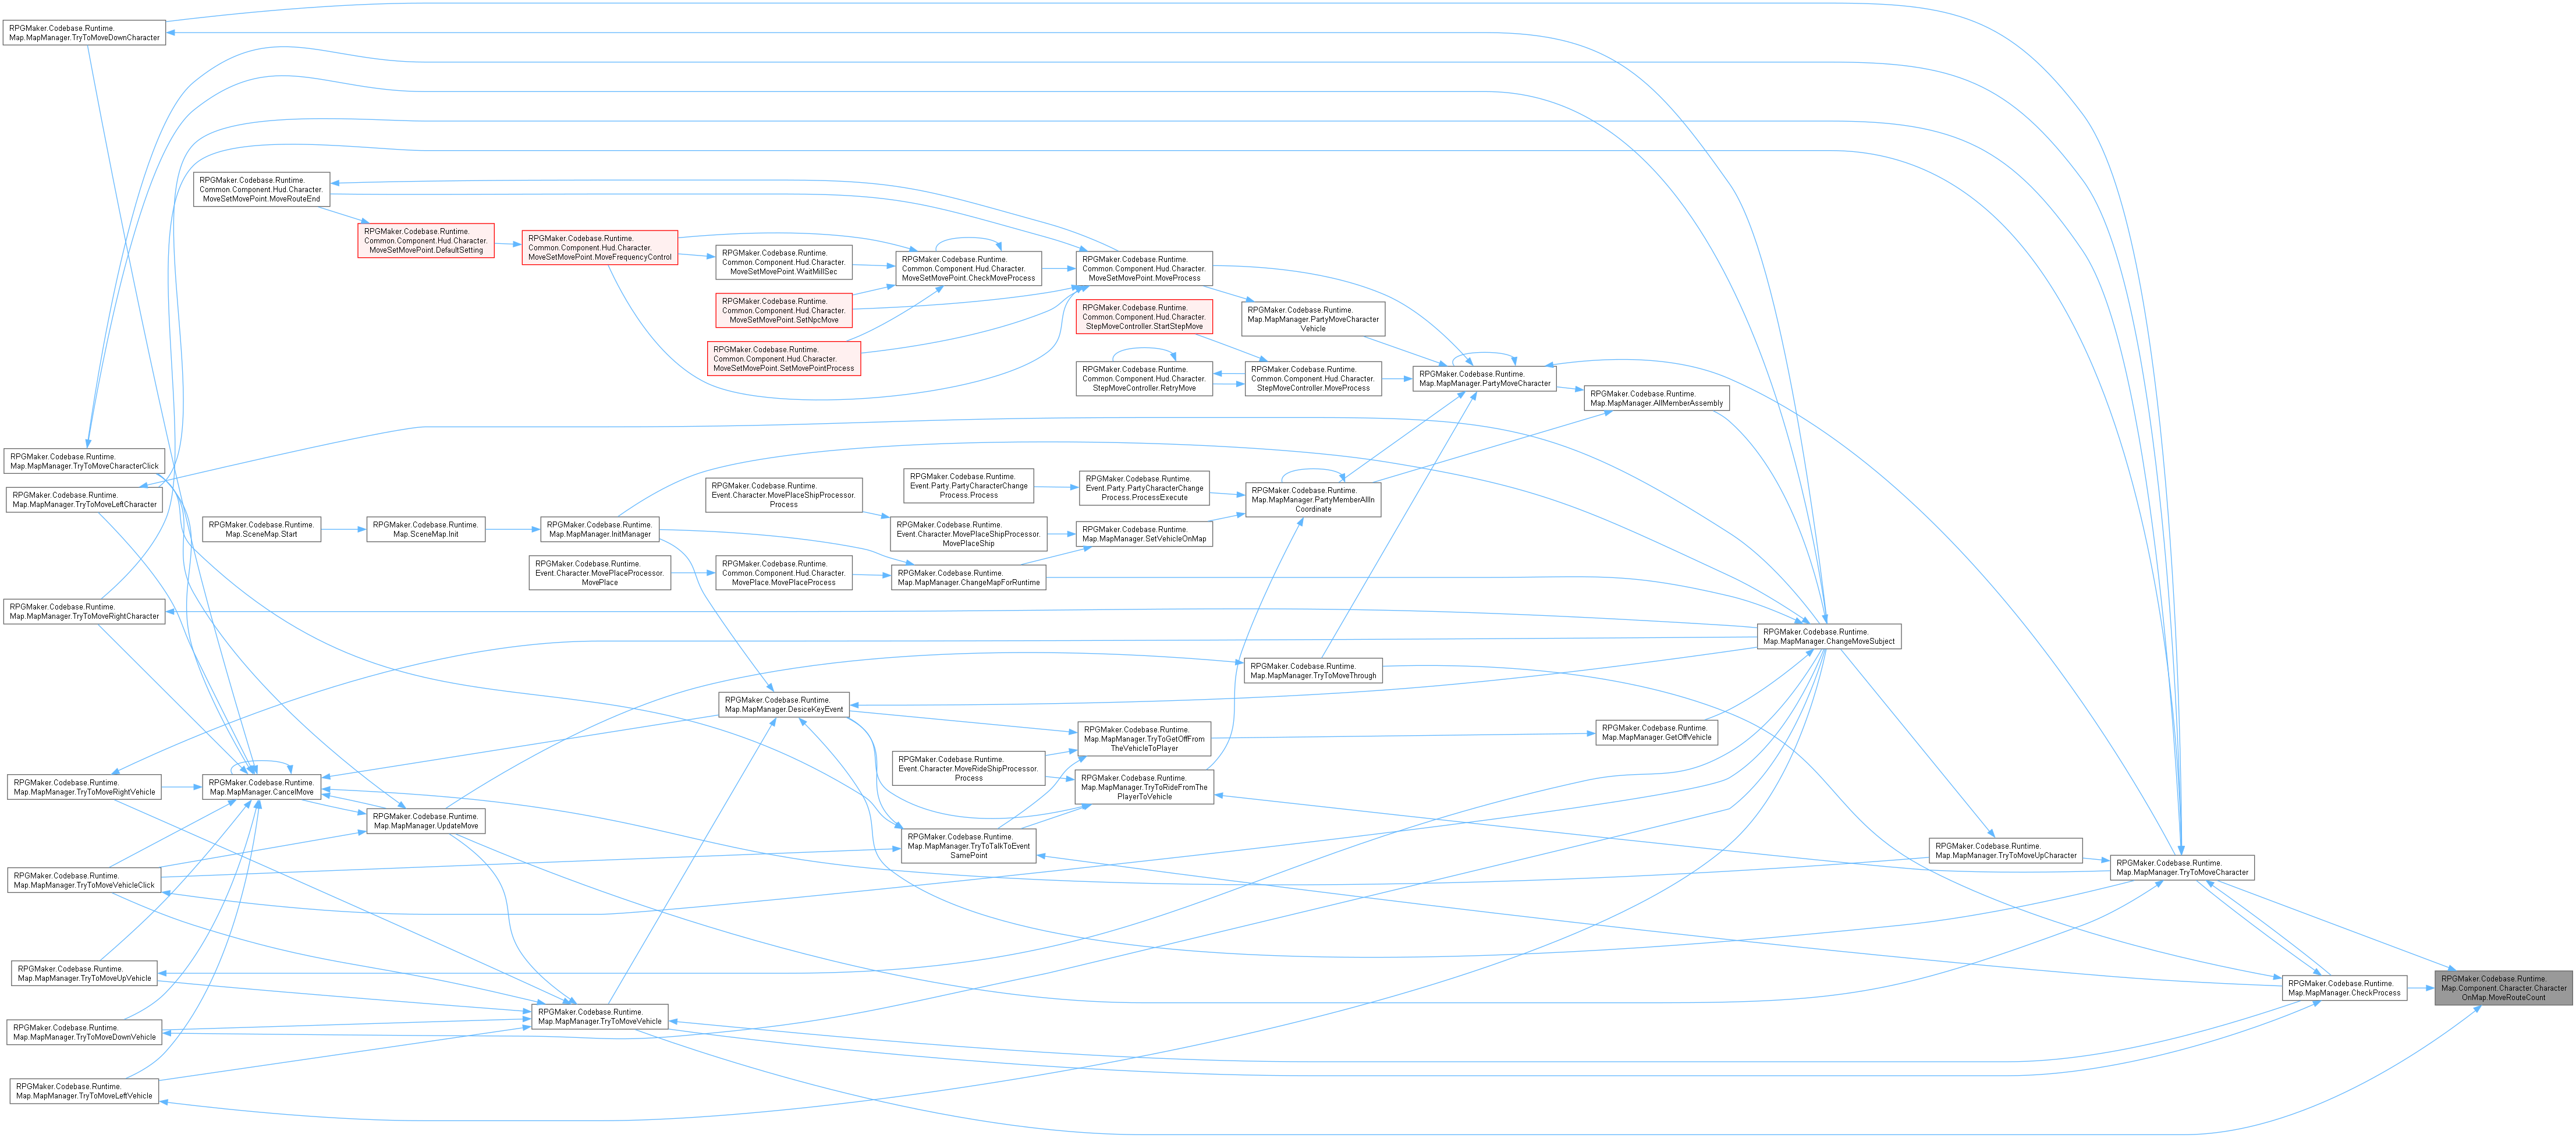 RPGMaker.Codebase.Runtime.
Map.MapManager.TryToMoveDownCharacter
RPGMaker.Codebase.Runtime.
Common.Component.Hud.Character.
MoveSetMovePoint.MoveRouteEnd
RPGMaker.Codebase.Runtime.
Common.Component.Hud.Character.
MoveSetMovePoint.DefaultSetting
RPGMaker.Codebase.Runtime.
Common.Component.Hud.Character.
MoveSetMovePoint.MoveFrequencyControl
RPGMaker.Codebase.Runtime.
Common.Component.Hud.Character.
MoveSetMovePoint.WaitMillSec
RPGMaker.Codebase.Runtime.
Common.Component.Hud.Character.
MoveSetMovePoint.CheckMoveProcess
RPGMaker.Codebase.Runtime.
Common.Component.Hud.Character.
MoveSetMovePoint.MoveProcess
RPGMaker.Codebase.Runtime.
Common.Component.Hud.Character.
MoveSetMovePoint.SetNpcMove
RPGMaker.Codebase.Runtime.
Common.Component.Hud.Character.
StepMoveController.StartStepMove
RPGMaker.Codebase.Runtime.
Map.MapManager.PartyMoveCharacter
Vehicle
RPGMaker.Codebase.Runtime.
Common.Component.Hud.Character.
MoveSetMovePoint.SetMovePointProcess
RPGMaker.Codebase.Runtime.
Common.Component.Hud.Character.
StepMoveController.RetryMove
RPGMaker.Codebase.Runtime.
Common.Component.Hud.Character.
StepMoveController.MoveProcess
RPGMaker.Codebase.Runtime.
Map.MapManager.PartyMoveCharacter
RPGMaker.Codebase.Runtime.
Map.MapManager.AllMemberAssembly
RPGMaker.Codebase.Runtime.
Map.MapManager.TryToMoveCharacterClick
RPGMaker.Codebase.Runtime.
Map.MapManager.TryToMoveLeftCharacter
RPGMaker.Codebase.Runtime.
Event.Character.MovePlaceShipProcessor.
Process
RPGMaker.Codebase.Runtime.
Event.Party.PartyCharacterChange
Process.Process
RPGMaker.Codebase.Runtime.
Event.Party.PartyCharacterChange
Process.ProcessExecute
RPGMaker.Codebase.Runtime.
Map.MapManager.PartyMemberAllIn
Coordinate
RPGMaker.Codebase.Runtime.
Map.SceneMap.Start
RPGMaker.Codebase.Runtime.
Map.SceneMap.Init
RPGMaker.Codebase.Runtime.
Map.MapManager.InitManager
RPGMaker.Codebase.Runtime.
Event.Character.MovePlaceShipProcessor.
MovePlaceShip
RPGMaker.Codebase.Runtime.
Map.MapManager.SetVehicleOnMap
RPGMaker.Codebase.Runtime.
Event.Character.MovePlaceProcessor.
MovePlace
RPGMaker.Codebase.Runtime.
Common.Component.Hud.Character.
MovePlace.MovePlaceProcess
RPGMaker.Codebase.Runtime.
Map.MapManager.ChangeMapForRuntime
RPGMaker.Codebase.Runtime.
Map.MapManager.TryToMoveRightCharacter
RPGMaker.Codebase.Runtime.
Map.MapManager.ChangeMoveSubject
RPGMaker.Codebase.Runtime.
Map.MapManager.TryToMoveThrough
RPGMaker.Codebase.Runtime.
Map.MapManager.DesiceKeyEvent
RPGMaker.Codebase.Runtime.
Map.MapManager.TryToGetOffFrom
TheVehicleToPlayer
RPGMaker.Codebase.Runtime.
Map.MapManager.GetOffVehicle
RPGMaker.Codebase.Runtime.
Event.Character.MoveRideShipProcessor.
Process
RPGMaker.Codebase.Runtime.
Map.MapManager.TryToRideFromThe
PlayerToVehicle
RPGMaker.Codebase.Runtime.
Map.MapManager.TryToMoveRightVehicle
RPGMaker.Codebase.Runtime.
Map.MapManager.CancelMove
RPGMaker.Codebase.Runtime.
Map.MapManager.UpdateMove
RPGMaker.Codebase.Runtime.
Map.MapManager.TryToTalkToEvent
SamePoint
RPGMaker.Codebase.Runtime.
Map.MapManager.TryToMoveUpCharacter
RPGMaker.Codebase.Runtime.
Map.MapManager.TryToMoveCharacter
RPGMaker.Codebase.Runtime.
Map.MapManager.TryToMoveVehicleClick
RPGMaker.Codebase.Runtime.
Map.MapManager.TryToMoveUpVehicle
RPGMaker.Codebase.Runtime.
Map.MapManager.CheckProcess
RPGMaker.Codebase.Runtime.
Map.Component.Character.Character
OnMap.MoveRouteCount
RPGMaker.Codebase.Runtime.
Map.MapManager.TryToMoveDownVehicle
RPGMaker.Codebase.Runtime.
Map.MapManager.TryToMoveVehicle
RPGMaker.Codebase.Runtime.
Map.MapManager.TryToMoveLeftVehicle